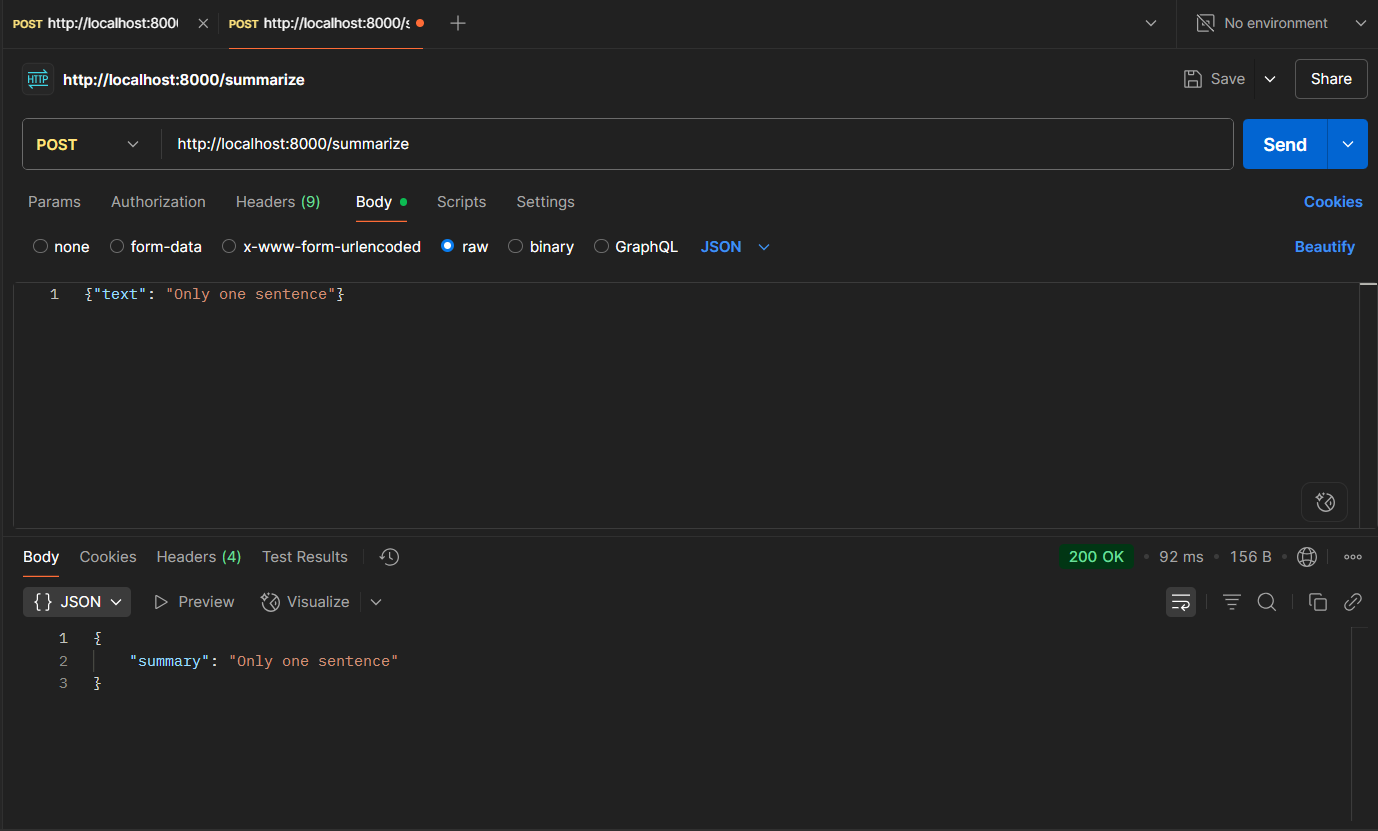 POST http://localhost:800 POST http://localhost:8000/s No environment
HTTP http://localhost:8000/summarize Save Share
POST http://localhost:8000/summarize Send
Params Authorization Headers (9) Body Scripts Settings Cookies
none form-data x-www-form-urlencoded raw binary GraphQL JSON Beautify
1 {"text": "Only one sentence"}
Body Cookies Headers (4) Test Results 200 OK • 92 ms • 156 B •
{} JSON Preview Visualize
1 {
2 "summary": "Only one sentence"
3 }